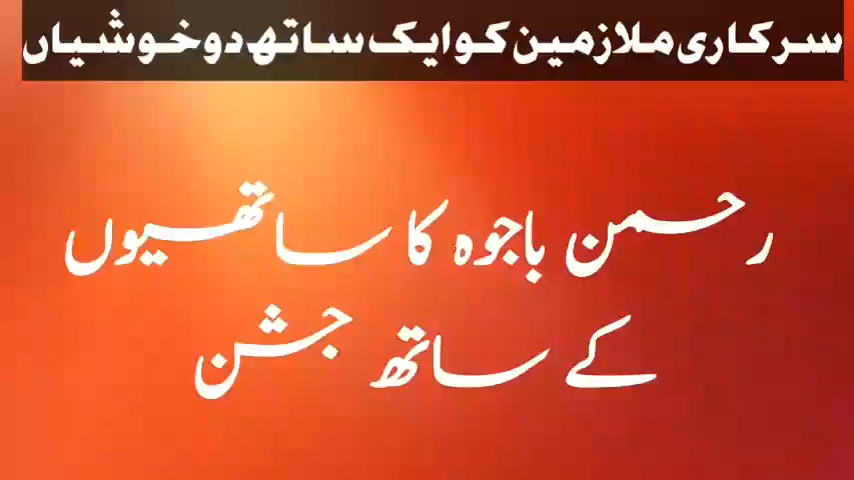 سرکاری ملازمین کو ایک ساتھ دو خوشیاں
رحمن باجوہ کا ساتھیوں
کے ساتھ جشن